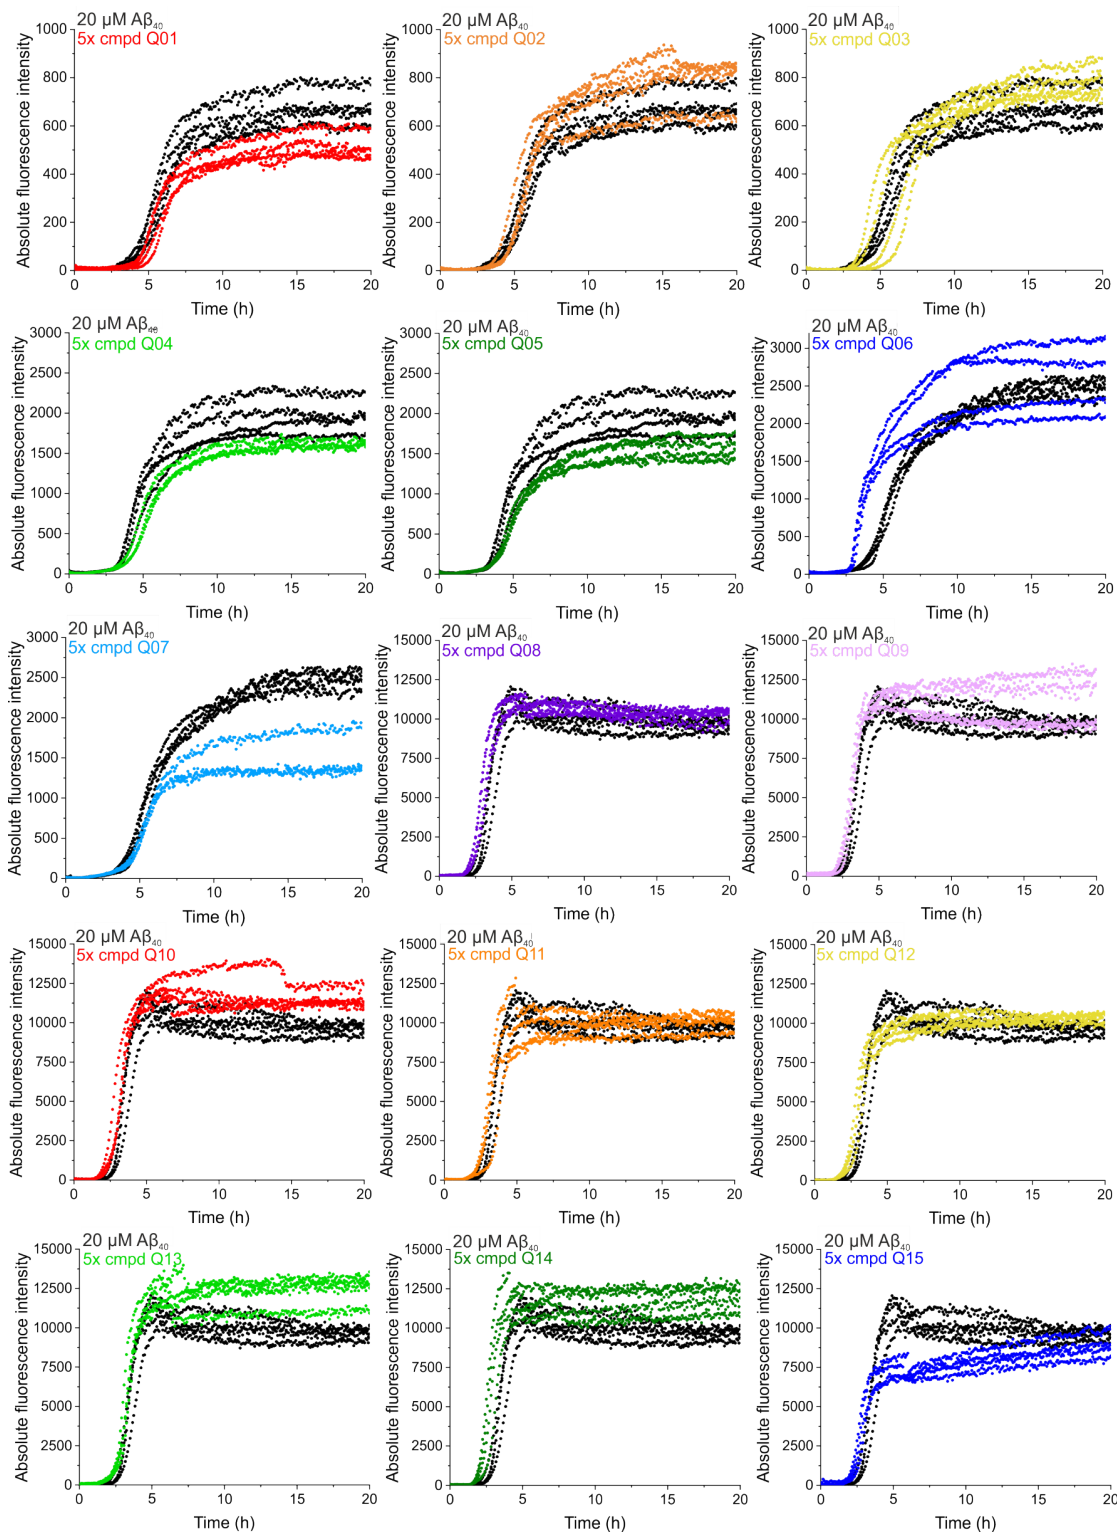 20 µM Aβ40
5x cmpd Q01
Absolute fluorescence intensity
1000
800
600
400
200
0
0 5 10 15 20
Time (h)
20 µM Aβ40
5x cmpd Q02
Absolute fluorescence intensity
1000
800
600
400
200
0
0 5 10 15 20
Time (h)
20 µM Aβ40
5x cmpd Q03
Absolute fluorescence intensity
1000
800
600
400
200
0
0 5 10 15 20
Time (h)
20 µM Aβ40
5x cmpd Q04
Absolute fluorescence intensity
3000
2500
2000
1500
1000
500
0
0 5 10 15 20
Time (h)
20 µM Aβ40
5x cmpd Q05
Absolute fluorescence intensity
3000
2500
2000
1500
1000
500
0
0 5 10 15 20
Time (h)
20 µM Aβ40
5x cmpd Q06
Absolute fluorescence intensity
3000
2500
2000
1500
1000
500
0
0 5 10 15 20
Time (h)
20 µM Aβ40
5x cmpd Q07
Absolute fluorescence intensity
3000
2500
2000
1500
1000
500
0
0 5 10 15 20
Time (h)
20 µM Aβ40
5x cmpd Q08
Absolute fluorescence intensity
15000
12500
10000
7500
5000
2500
0
0 5 10 15 20
Time (h)
20 µM Aβ40
5x cmpd Q09
Absolute fluorescence intensity
15000
12500
10000
7500
5000
2500
0
0 5 10 15 20
Time (h)
20 µM Aβ40
5x cmpd Q10
Absolute fluorescence intensity
15000
12500
10000
7500
5000
2500
0
0 5 10 15 20
Time (h)
20 µM Aβ40
5x cmpd Q11
Absolute fluorescence intensity
15000
12500
10000
7500
5000
2500
0
0 5 10 15 20
Time (h)
20 µM Aβ40
5x cmpd Q12
Absolute fluorescence intensity
15000
12500
10000
7500
5000
2500
0
0 5 10 15 20
Time (h)
20 µM Aβ40
5x cmpd Q13
Absolute fluorescence intensity
15000
12500
10000
7500
5000
2500
0
0 5 10 15 20
Time (h)
20 µM Aβ40
5x cmpd Q14
Absolute fluorescence intensity
15000
12500
10000
7500
5000
2500
0
0 5 10 15 20
Time (h)
20 µM Aβ40
5x cmpd Q15
Absolute fluorescence intensity
15000
12500
10000
7500
5000
2500
0
0 5 10 15 20
Time (h)